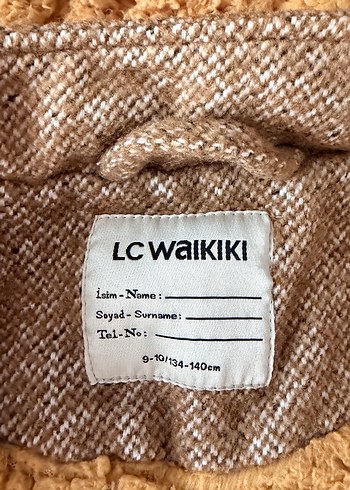 LC WAIKIKI
İsim-Name:
Soyad-Surname:
Tel-No:
9-10/134-140cm